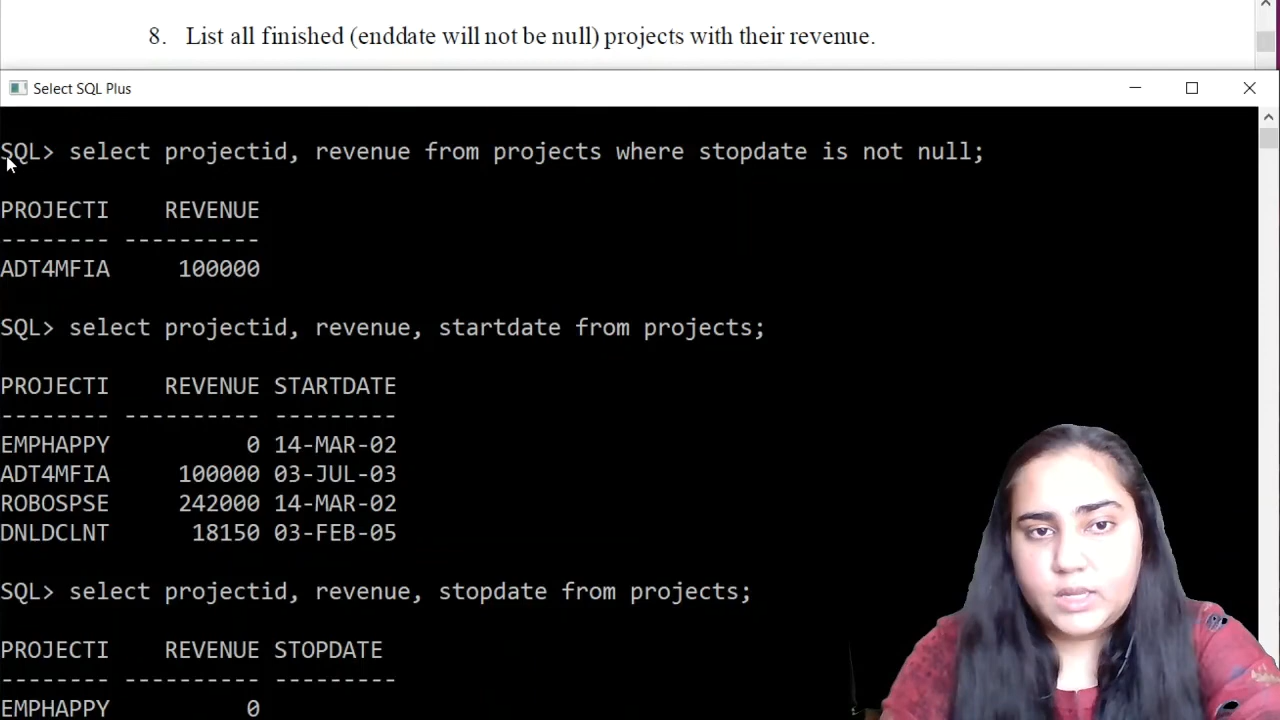 8. List all finished (enddate will not be null) projects with their revenue.
Select SQL Plus
SQL> select projectid, revenue from projects where stopdate is not null;
PROJECTI REVENUE
-------- ----------
ADT4MFIA 100000
SQL> select projectid, revenue, startdate from projects;
PROJECTI REVENUE STARTDATE
-------- ---------- ---------
EMPHAPPY 0 14-MAR-02
ADT4MFIA 100000 03-JUL-03
ROBOSPSE 242000 14-MAR-02
DNLDCLNT 18150 03-FEB-05
SQL> select projectid, revenue, stopdate from projects;
PROJECTI REVENUE STOPDATE
-------- ---------- ---------
EMPHAPPY 0